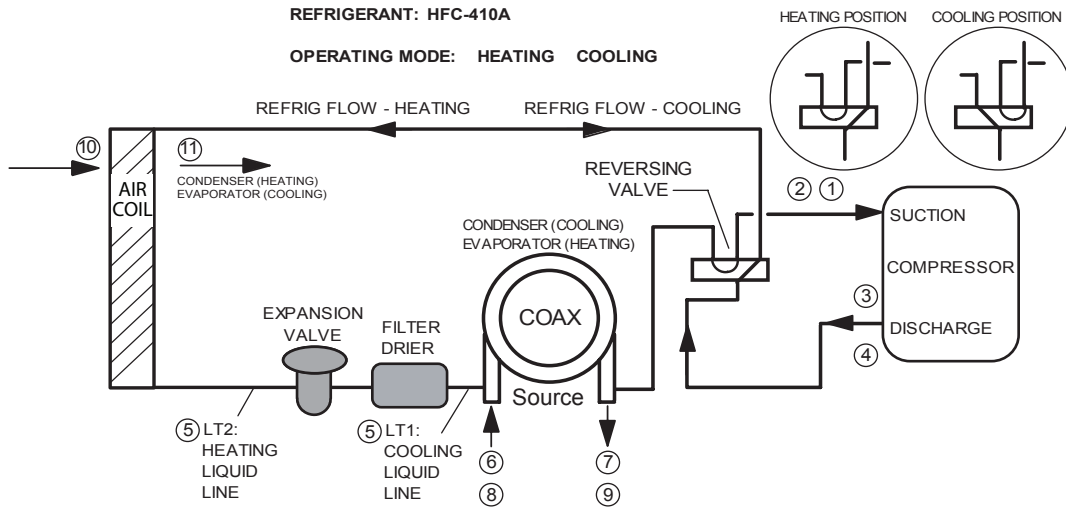 REFRIGERANT: HFC-410A
OPERATING MODE: HEATING COOLING
HEATING POSITION
COOLING POSITION
REFRIG FLOW - HEATING
REFRIG FLOW - COOLING
10
11
CONDENSER (HEATING)
EVAPORATOR (COOLING)
AIR
COIL
REVERSING
VALVE
2 1
SUCTION
COMPRESSOR
3
DISCHARGE
4
CONDENSER (COOLING)
EVAPORATOR (HEATING)
COAX
Source
EXPANSION
VALVE
FILTER
DRIER
5 LT2:
HEATING
LIQUID
LINE
5 LT1:
COOLING
LIQUID
LINE
6
8
7
9